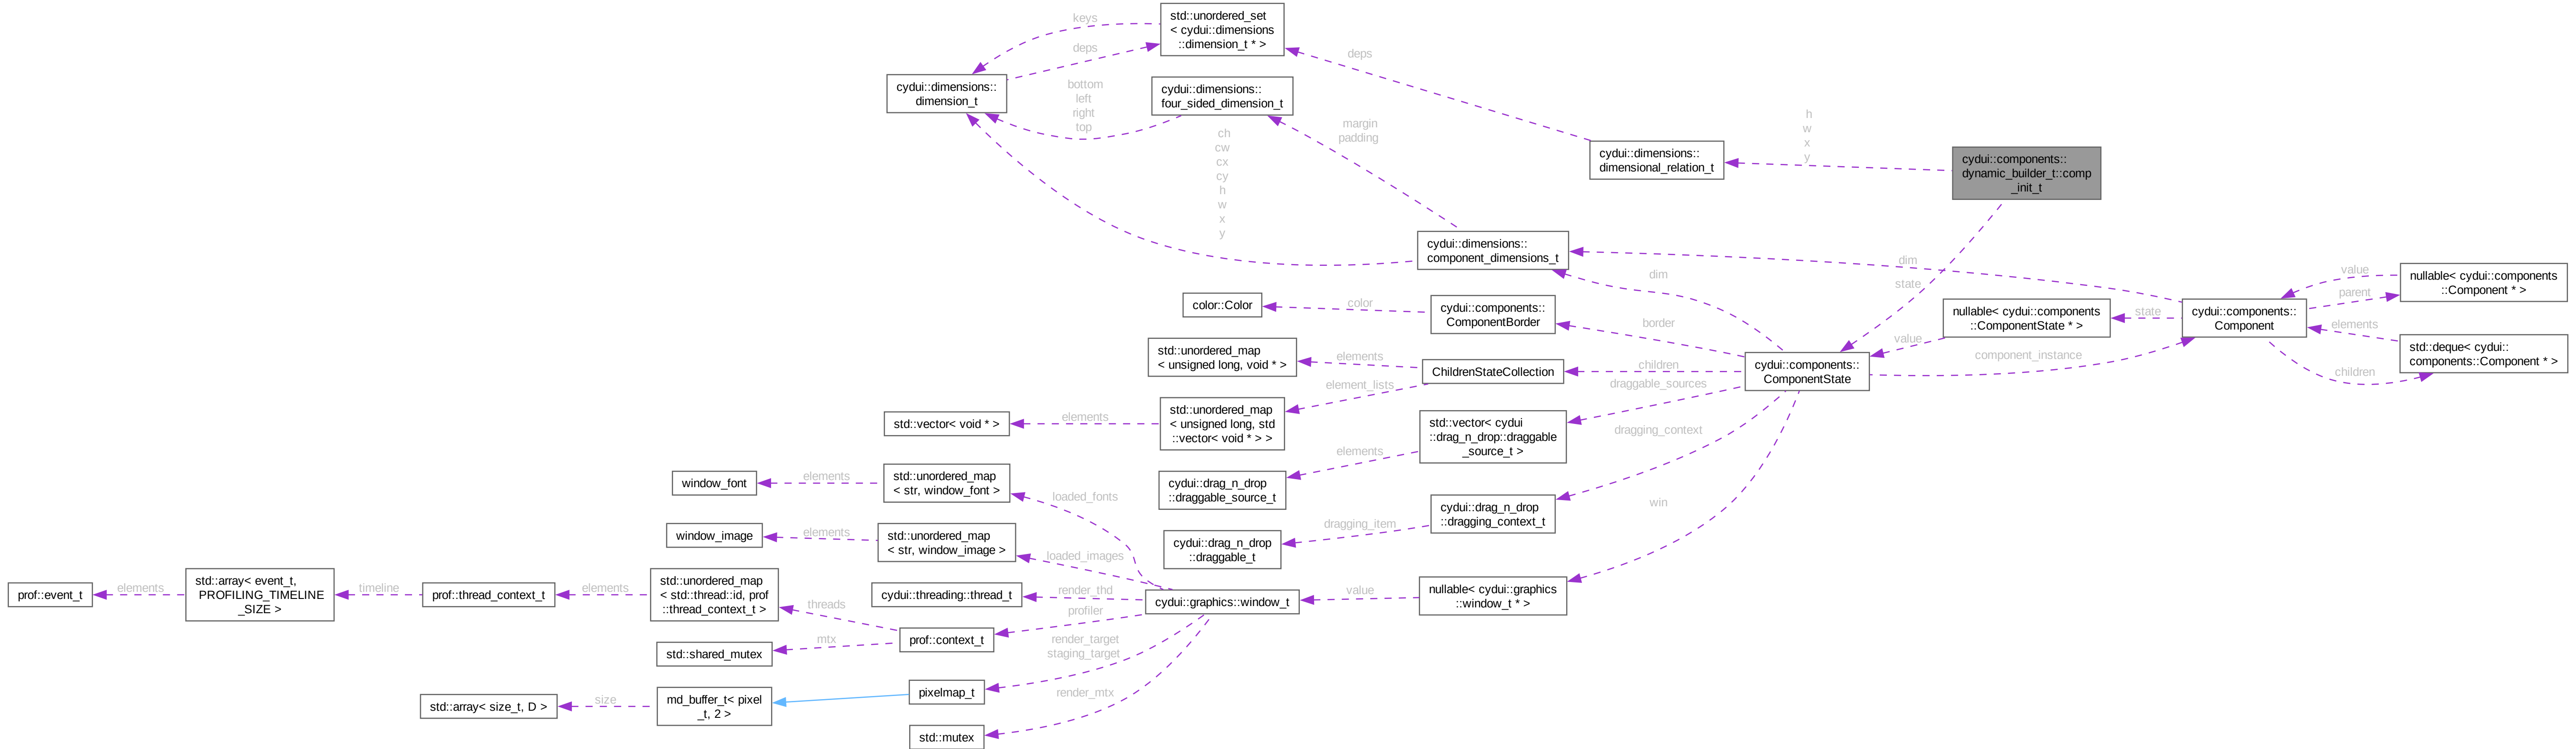 keys
std::unordered_set
< cydui::dimensions
::dimension_t * >
deps
deps
cydui::dimensions::
dimension_t
bottom
left
right
top
cydui::dimensions::
four_sided_dimension_t
ch
cw
cx
cy
h
w
x
y
margin
padding
cydui::dimensions::
dimensional_relation_t
h
w
x
y
cydui::components::
dynamic_builder_t::comp
_init_t
cydui::dimensions::
component_dimensions_t
dim
dim
state
color::Color
color
cydui::components::
ComponentBorder
border
nullable< cydui::components
::ComponentState * >
state
cydui::components::
Component
value
parent
nullable< cydui::components
::Component * >
elements
std::deque< cydui::
components::Component * >
children
value
component_instance
cydui::components::
ComponentState
std::unordered_map
< unsigned long, void * >
elements
ChildrenStateCollection
children
element_lists
draggable_sources
std::vector< void * >
elements
std::unordered_map
< unsigned long, std
::vector< void * > >
std::vector< cydui
::drag_n_drop::draggable
_source_t >
dragging_context
elements
cydui::drag_n_drop
::draggable_source_t
window_font
elements
std::unordered_map
< str, window_font >
loaded_fonts
cydui::drag_n_drop
::dragging_context_t
win
dragging_item
cydui::drag_n_drop
::draggable_t
window_image
elements
std::unordered_map
< str, window_image >
loaded_images
prof::event_t
elements
std::array< event_t,
PROFILING_TIMELINE
_SIZE >
timeline
prof::thread_context_t
elements
std::unordered_map
< std::thread::id, prof
::thread_context_t >
threads
cydui::threading::thread_t
render_thd
profiler
cydui::graphics::window_t
value
nullable< cydui::graphics
::window_t * >
std::shared_mutex
mtx
prof::context_t
render_target
staging_target
std::array< size_t, D >
size
md_buffer_t< pixel
_t, 2 >
pixelmap_t
render_mtx
std::mutex